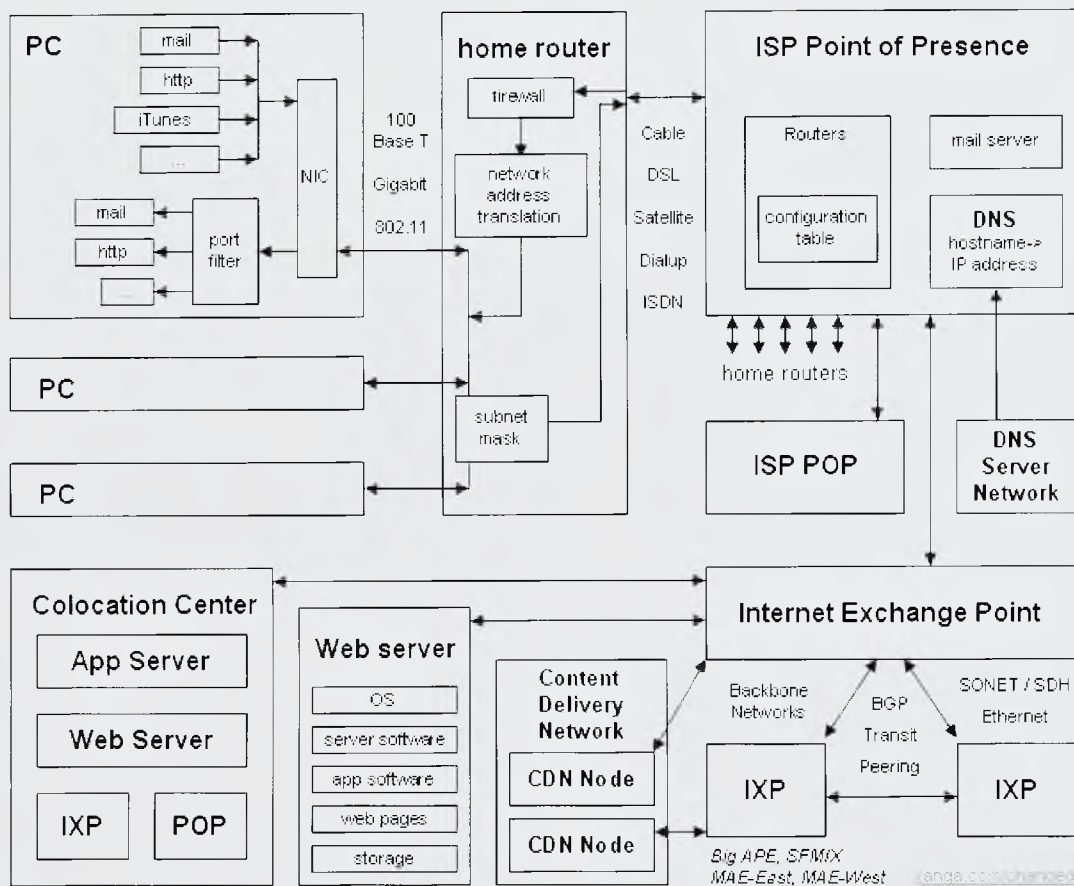 PC
mail
http
iTunes
...
NIC
mail
http
...
port
filter
100
Base T
Gigabit
802.11
home router
firewall
network
address
translation
subnet
mask
Cable
DSL
Satellite
Dialup
ISDN
ISP Point of Presence
Routers
configuration
table
mail server
DNS
hostname->
IP address
home routers
PC
PC
ISP POP
DNS
Server
Network
Colocation Center
App Server
Web Server
IXP
POP
Web server
OS
server software
app software
web pages
storage
Content
Delivery
Network
CDN Node
CDN Node
Internet Exchange Point
Backbone
Networks
BGP
Transit
Peering
SONET / SDH
Ethernet
IXP
IXP
Big APE, SFMIX
MAE-East, MAE-West